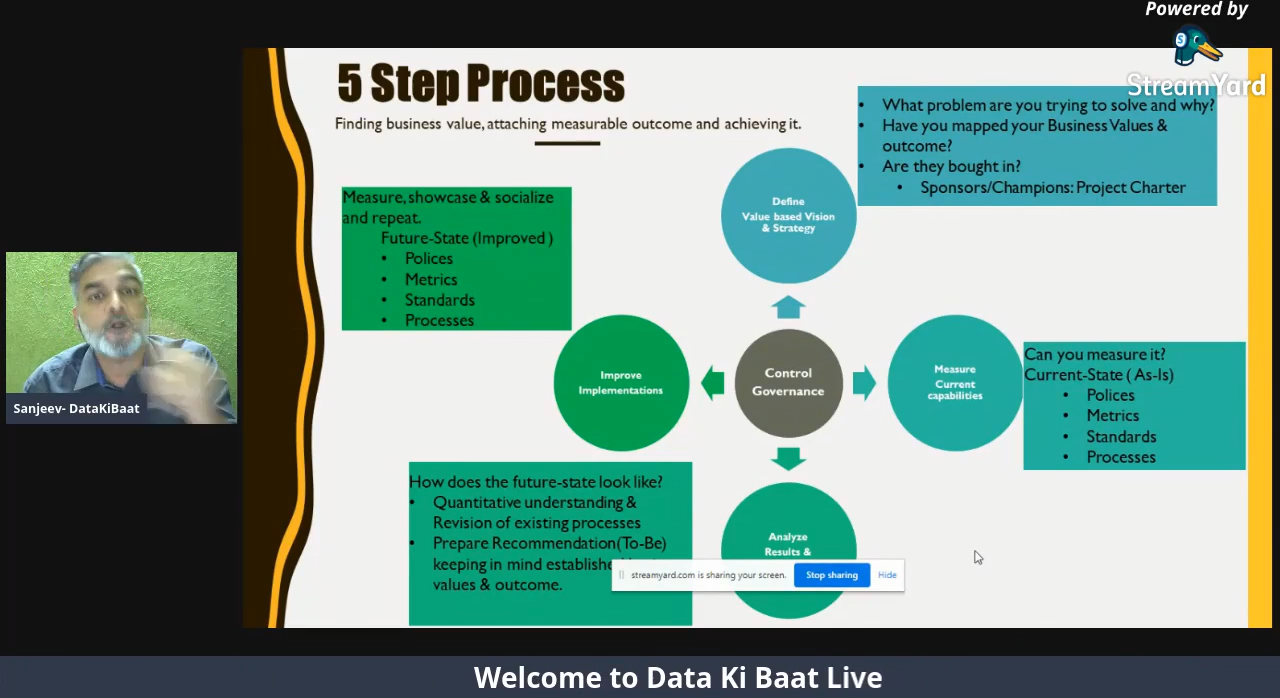 Powered by
StreamYard
5 Step Process
Finding business value, attaching measurable outcome and achieving it.
• What problem are you trying to solve and why?
• Have you mapped your Business Values &
outcome?
• Are they bought in?
• Sponsors/Champions: Project Charter
Define
Value based Vision
& Strategy
Measure, showcase & socialize
and repeat.
Future-State (Improved )
• Polices
• Metrics
• Standards
• Processes
Improve
Implementations
Control
Governance
Measure
Current
capabilities
Can you measure it?
Current-State ( As-Is)
• Polices
• Metrics
• Standards
• Processes
How does the future-state look like?
• Quantitative understanding &
Revision of existing processes
• Prepare Recommendation(To-Be)
keeping in mind
values & outcome.
Analyze
Results &
streamyard.com is sharing your screen.
Stop sharing
Hide
Sanjeev- DataKiBaat
Welcome to Data Ki Baat Live